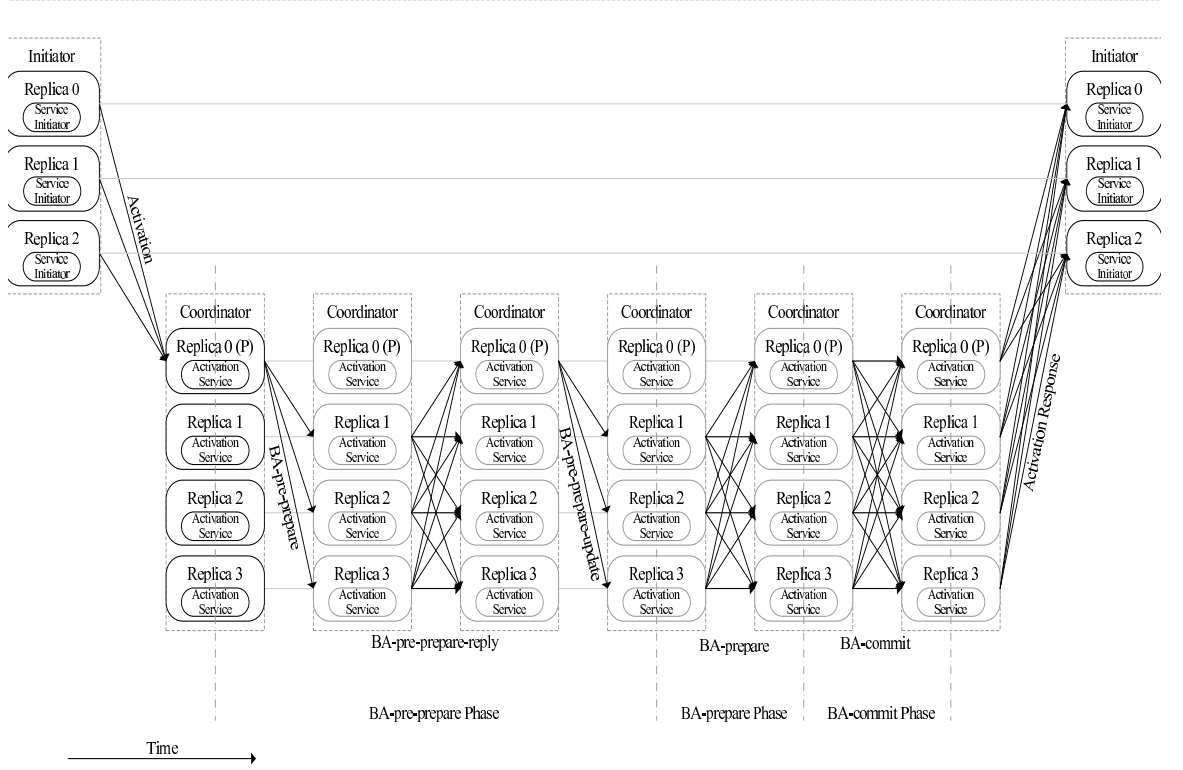 Initiator
Replica 0
Service
Initiator
Replica 1
Service
Initiator
Replica 2
Service
Initiator
Activation
Coordinator
Replica 0 (P)
Activation
Service
Replica 1
Activation
Service
Replica 2
Activation
Service
Replica 3
Activation
Service
BA-pre-prepare
Coordinator
Replica 0 (P)
Activation
Service
Replica 1
Activation
Service
Replica 2
Activation
Service
Replica 3
Activation
Service
BA-pre-prepare-reply
Coordinator
Replica 0 (P)
Activation
Service
Replica 1
Activation
Service
Replica 2
Activation
Service
Replica 3
Activation
Service
BA-pre-prepare-update
Coordinator
Replica 0 (P)
Activation
Service
Replica 1
Activation
Service
Replica 2
Activation
Service
Replica 3
Activation
Service
BA-prepare
Coordinator
Replica 0 (P)
Activation
Service
Replica 1
Activation
Service
Replica 2
Activation
Service
Replica 3
Activation
Service
BA-commit
Coordinator
Replica 0 (P)
Activation
Service
Replica 1
Activation
Service
Replica 2
Activation
Service
Replica 3
Activation
Service
Activation Response
Initiator
Replica 0
Service
Initiator
Replica 1
Service
Initiator
Replica 2
Service
Initiator
BA-pre-prepare Phase
BA-prepare Phase
BA-commit Phase
Time